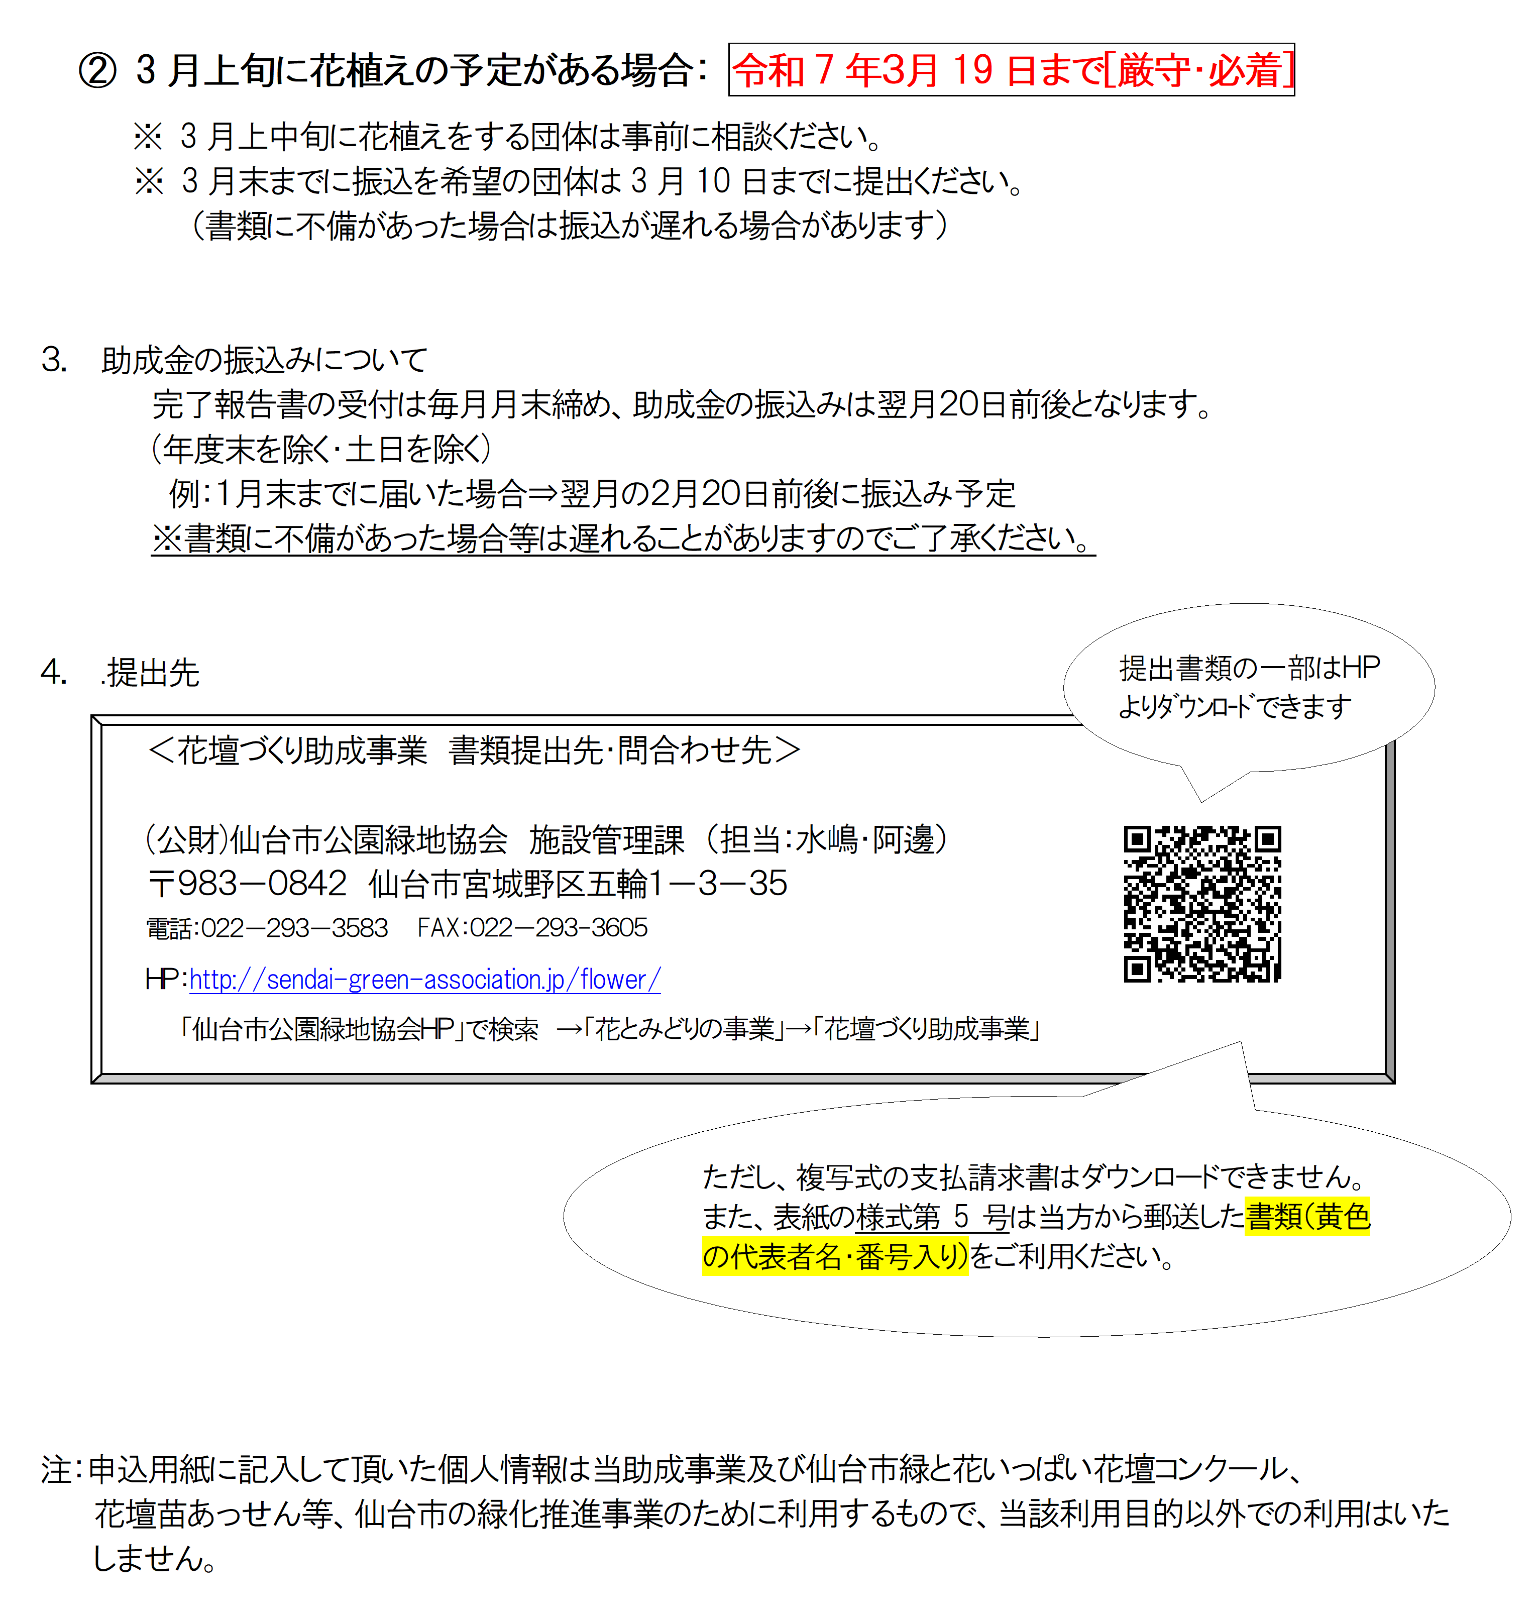 ② 3 月上旬に花植えの予定がある場合： 令和 7 年3月 19 日まで[厳守・必着]
※ 3 月上中旬に花植えをする団体は事前に相談ください。
※ 3 月末までに振込を希望の団体は 3 月 10 日までに提出ください。
（書類に不備があった場合は振込が遅れる場合があります）
3. 助成金の振込みについて
完了報告書の受付は毎月月末締め、助成金の振込みは翌月20日前後となります。
（年度末を除く・土日を除く）
例：1月末までに届いた場合⇒翌月の2月20日前後に振込み予定
※書類に不備があった場合等は遅れることがありますのでご了承ください。
4. .提出先
提出書類の一部はHP
よりﾀﾞｳﾝﾛｰﾄﾞできます
＜花壇づくり助成事業 書類提出先・問合わせ先＞
(公財)仙台市公園緑地協会 施設管理課 （担当：水嶋・阿邊）
〒983－0842 仙台市宮城野区五輪1－3－35
電話：022－293－3583 FAX：022－293-3605
HP：http://sendai-green-association.jp/flower/
「仙台市公園緑地協会HP」で検索 →「花とみどりの事業」→「花壇づくり助成事業」
ただし、複写式の支払請求書はダウンロードできません。
また、表紙の様式第 5 号は当方から郵送した書類（黄色
の代表者名・番号入り）をご利用ください。
注：申込用紙に記入して頂いた個人情報は当助成事業及び仙台市緑と花いっぱい花壇コンクール、
花壇苗あっせん等、仙台市の緑化推進事業のために利用するもので、当該利用目的以外での利用はいた
しません。